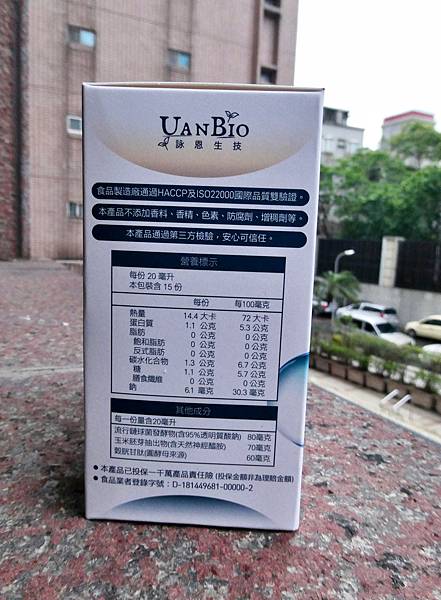 UANBIO
詠恩生技
食品製造廠通過HACCP及ISO22000國際品質雙驗證。
本產品不添加香料、香精、色素、防腐劑、增稠劑等。
本產品通過第三方檢驗,安心可信任。
營養標示
每份 20 毫升
本包裝含 15 份
每份 每100毫克
熱量 14.4 大卡 72 大卡
蛋白質 1.1 公克 5.3 公克
脂肪 0 公克 0 公克
飽和脂肪 0 公克 0 公克
反式脂肪 0 公克 0 公克
碳水化合物 1.3 公克 6.7 公克
糖 1.1 公克 5.7 公克
膳食纖維 0 公克 0 公克
鈉 6.1 毫克 30.3 毫克
其他成分
每一份量含20毫升
流行鏈球菌發酵物(含95%透明質酸鈉) 80毫克
玉米胚芽抽出物(含天然神經醯胺) 70毫克
穀胱甘肽(圓酵母來源) 60毫克
● 本產品已投保一千萬產品責任險 (投保金額非為理賠金額)
● 食品業者登錄字號:D-181449681-00000-2